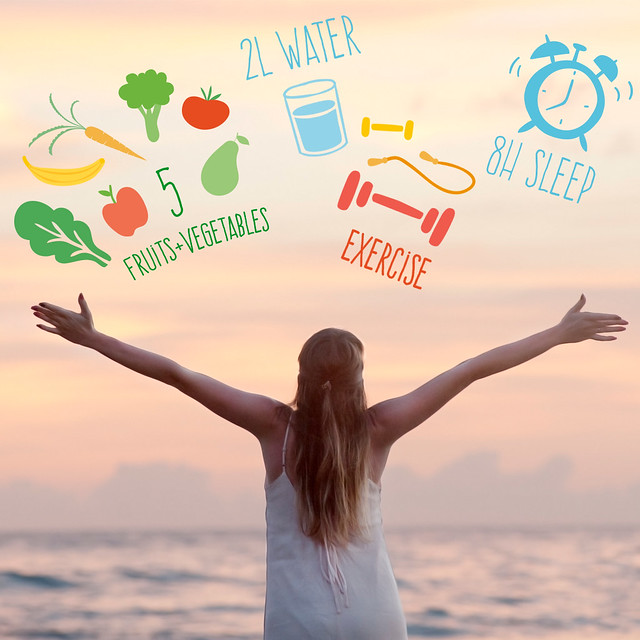 2L WATER
8H SLEEP
5
FRUITS+VEGETABLES
EXERCISE